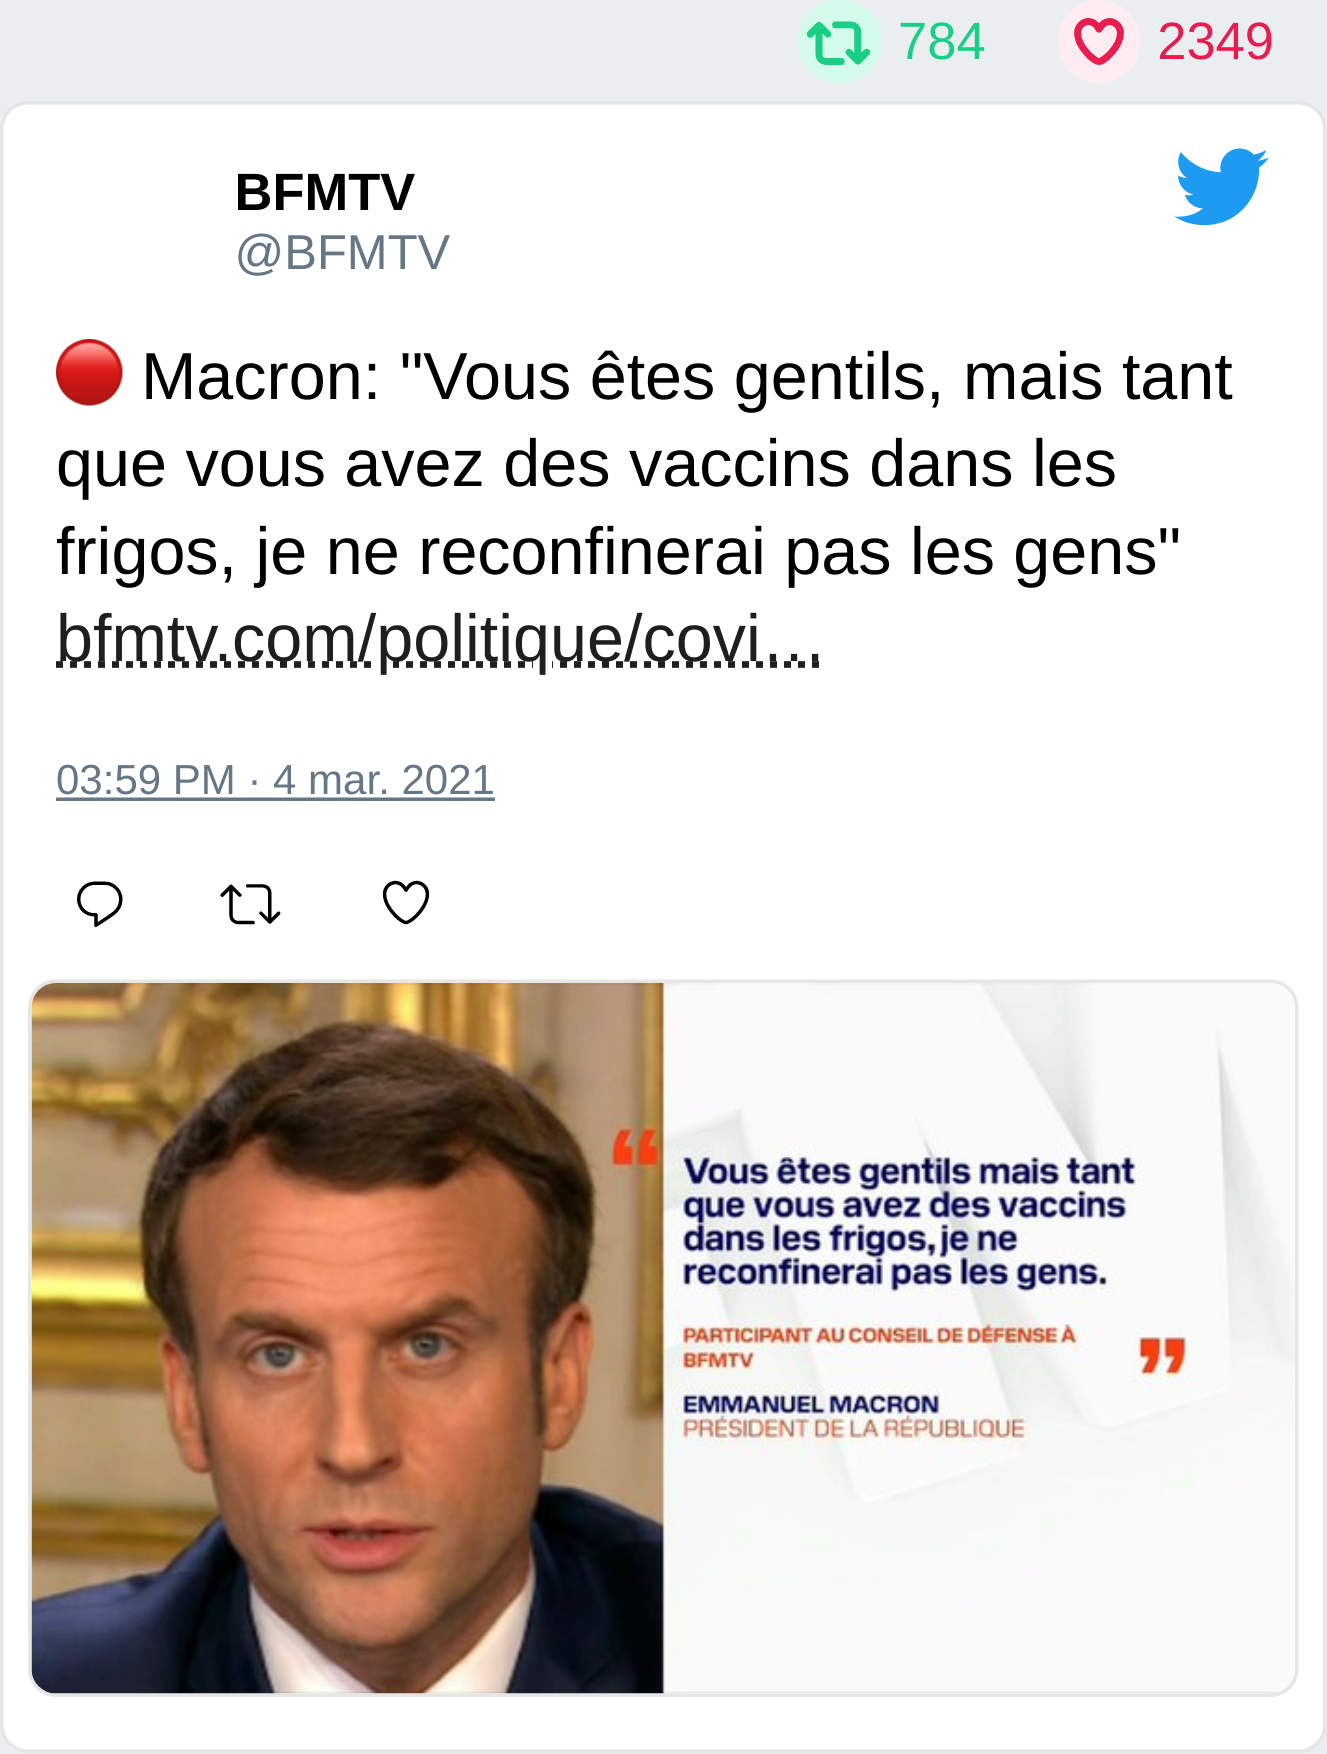 784 2349
BFMTV
@BFMTV
🔴 Macron: "Vous êtes gentils, mais tant
que vous avez des vaccins dans les
frigos, je ne reconfinerai pas les gens"
bfmtv.com/politique/covi…
03:59 PM · 4 mar. 2021
“
Vous êtes gentils mais tant
que vous avez des vaccins
dans les frigos, je ne
reconfinerai pas les gens.
PARTICIPANT AU CONSEIL DE DÉFENSE À
BFMTV
”
EMMANUEL MACRON
PRÉSIDENT DE LA RÉPUBLIQUE